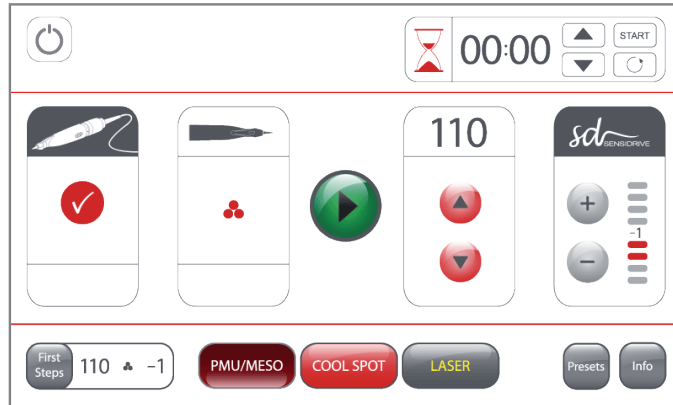 00:00
START
110
sd
SENSIDRIVE
-1
First
Steps
110
-1
PMU/MESO
COOL SPOT
LASER
Presets
Info